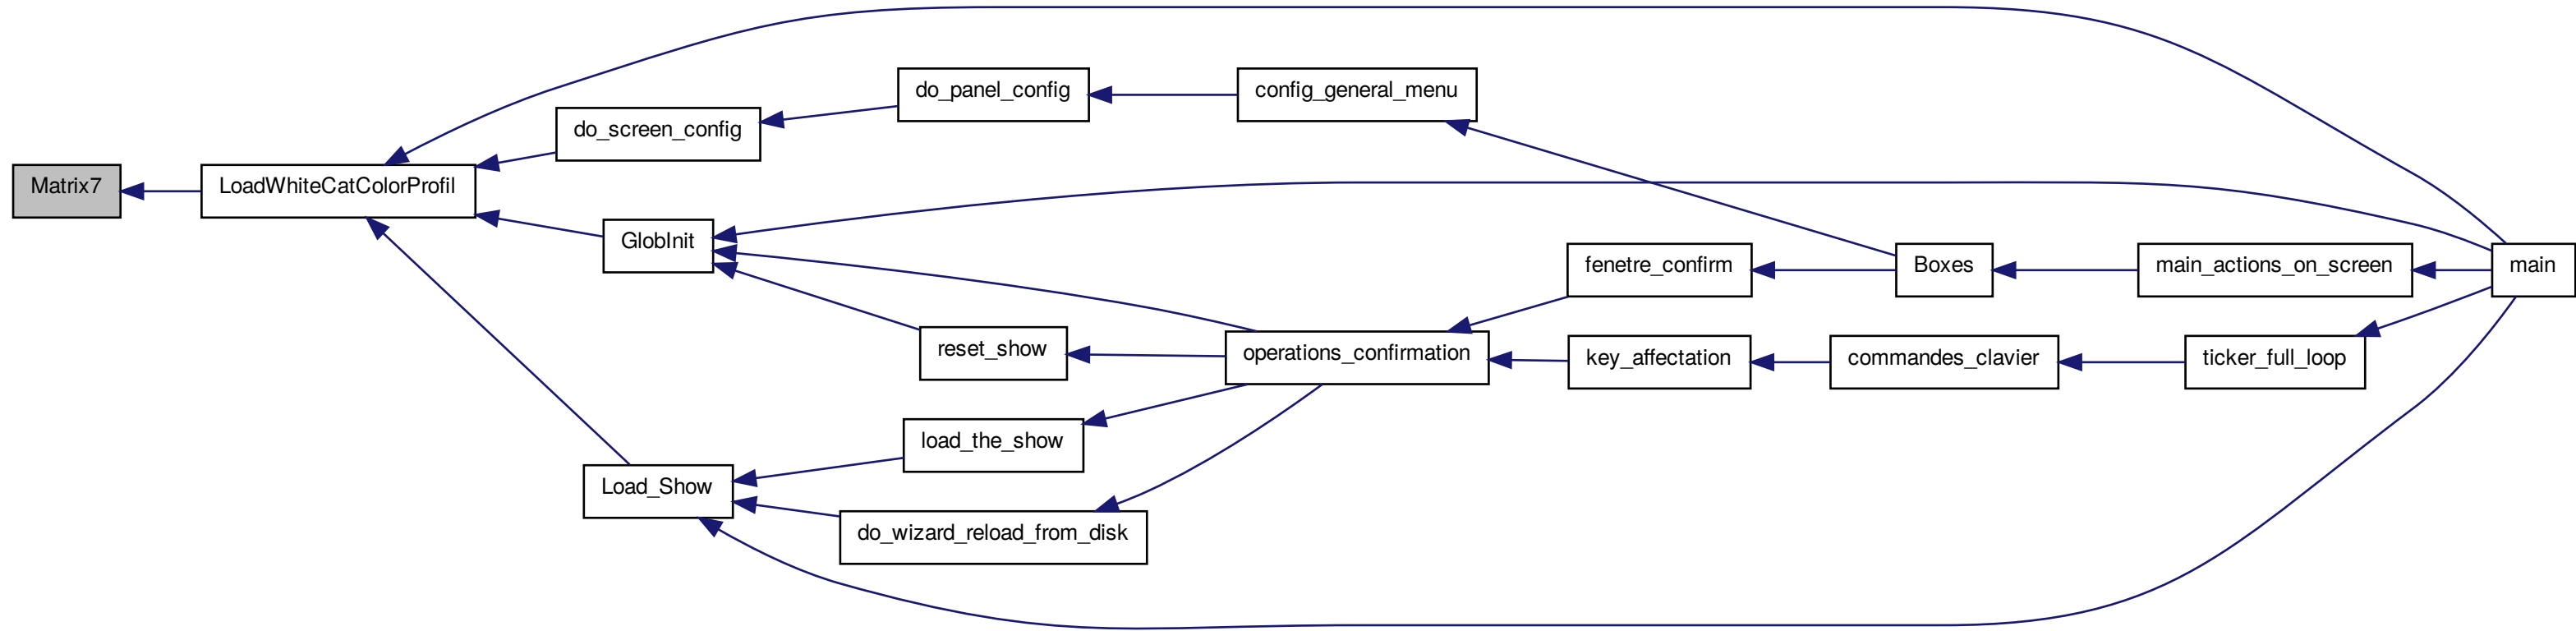 Matrix7
LoadWhiteCatColorProfil
do_screen_config
do_panel_config
config_general_menu
GlobInit
reset_show
operations_confirmation
fenetre_confirm
Boxes
main_actions_on_screen
main
key_affectation
commandes_clavier
ticker_full_loop
Load_Show
load_the_show
do_wizard_reload_from_disk